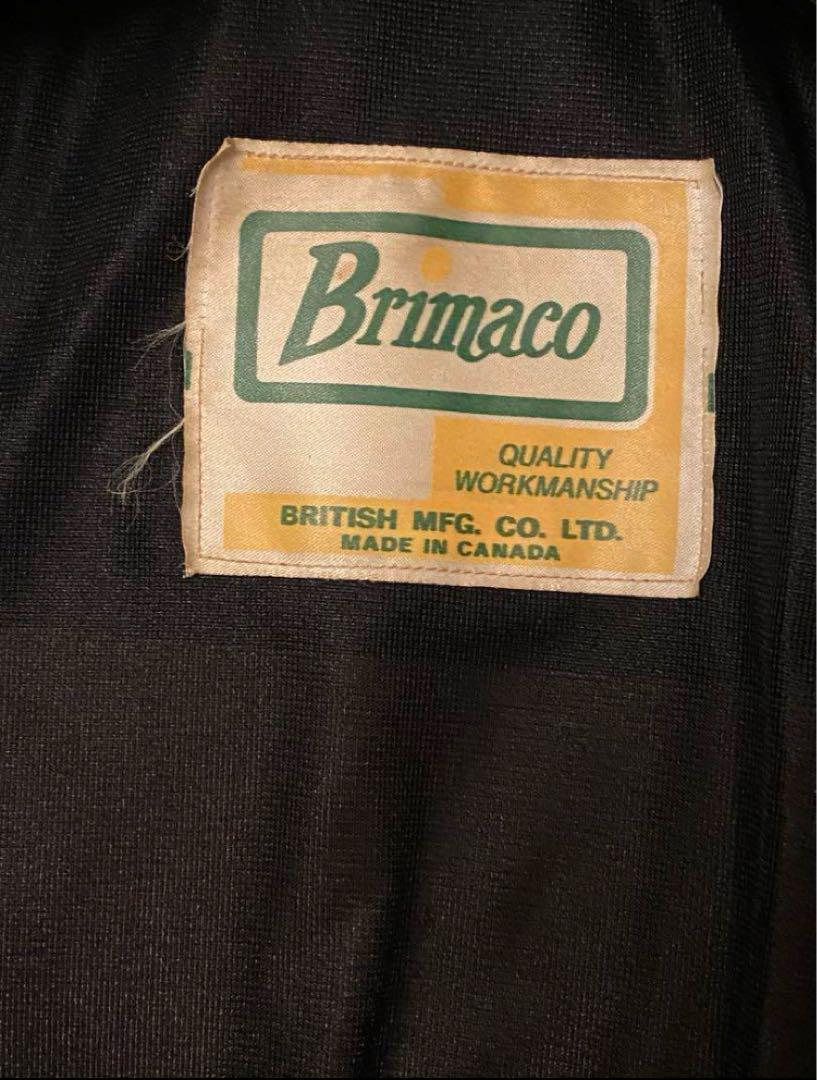 Brimaco
QUALITY
WORKMANSHIP
BRITISH MFG. CO. LTD.
MADE IN CANADA